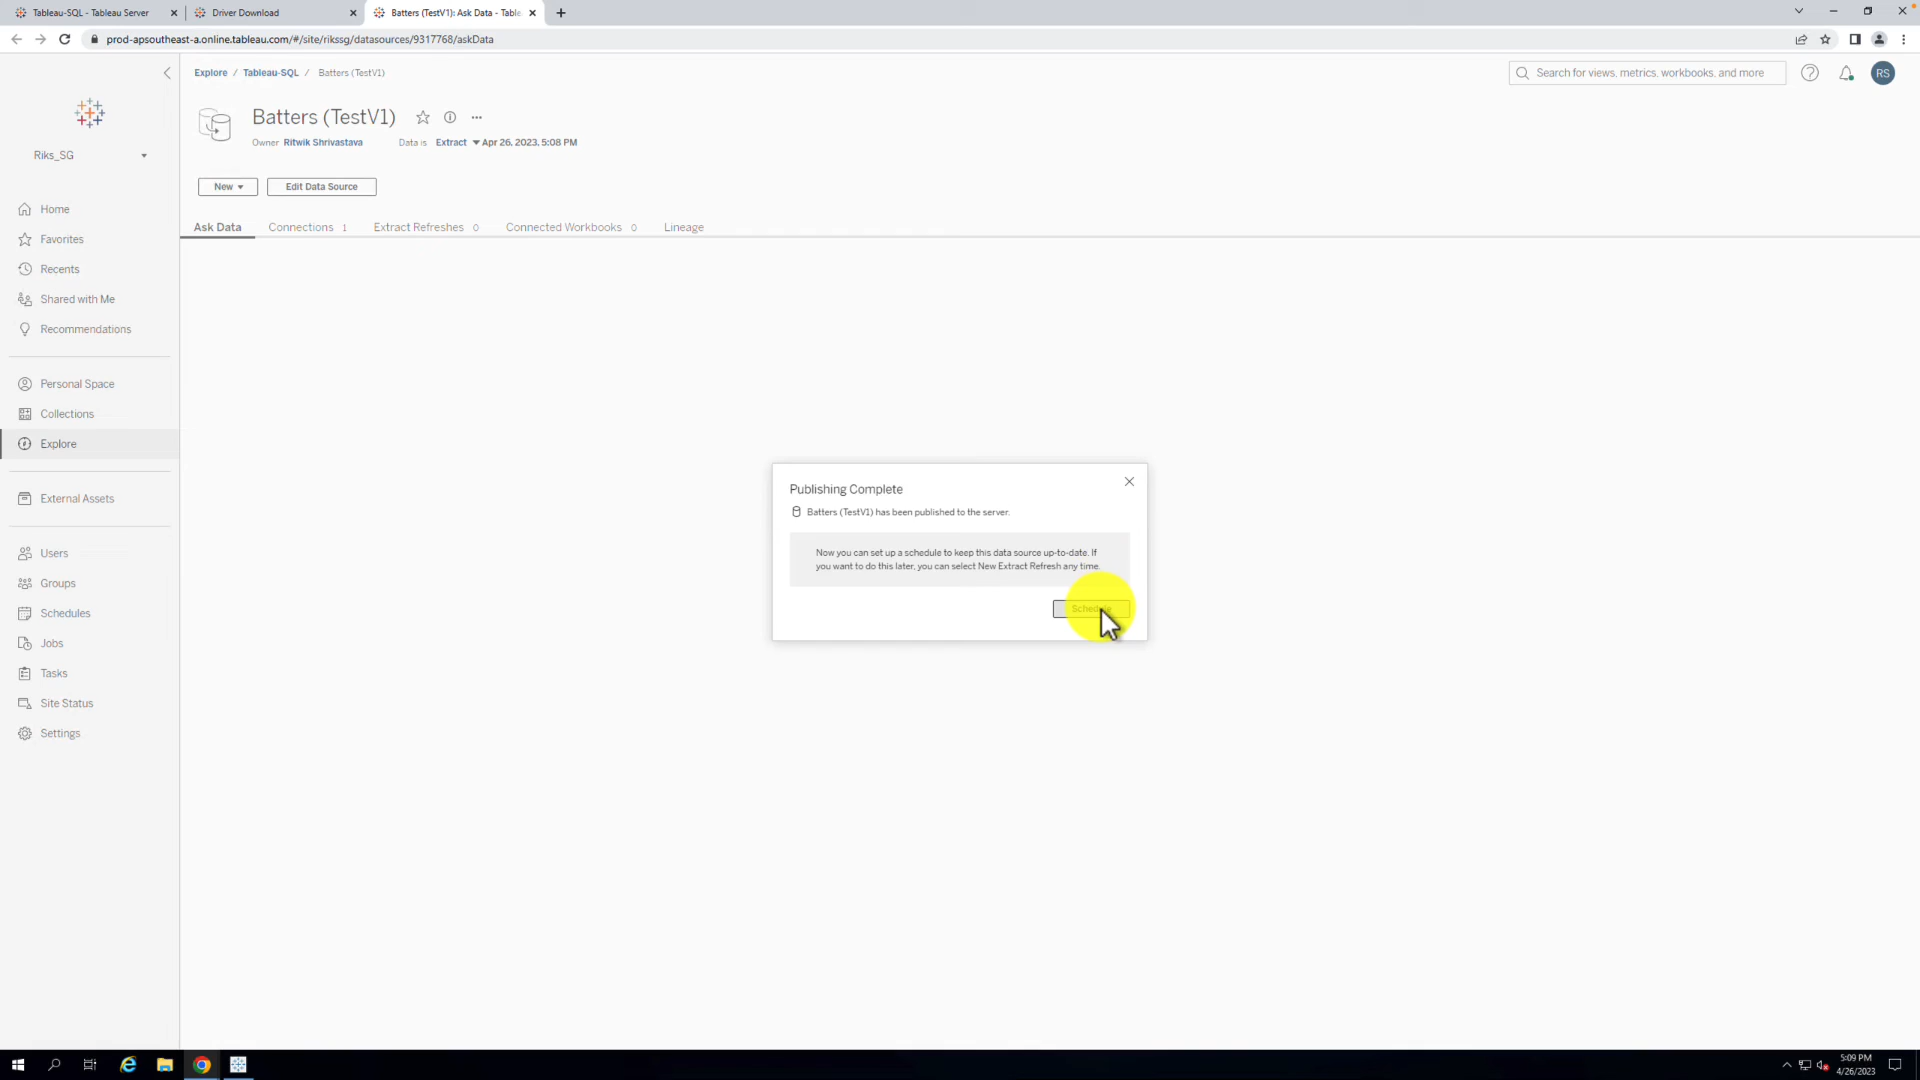 Tableau-SQL - Tableau Server
Driver Download
Batters (TestV1): Ask Data - Table
prod-apsoutheast-a.online.tableau.com/#/site/rikssg/datasources/9317768/askData
Explore / Tableau-SQL / Batters (TestV1)
Search for views, metrics, workbooks, and more
RS
Batters (TestV1)
Owner Ritwik Shrivastava Data is Extract Apr 26, 2023, 5:08 PM
Riks_SG
New
Edit Data Source
Ask Data
Connections 1
Extract Refreshes 0
Connected Workbooks 0
Lineage
Home
Favorites
Recents
Shared with Me
Recommendations
Personal Space
Collections
Explore
External Assets
Users
Groups
Schedules
Jobs
Tasks
Site Status
Settings
Publishing Complete
Batters (TestV1) has been published to the server.
Now you can set up a schedule to keep this data source up-to-date. If
you want to do this later, you can select New Extract Refresh any time.
Schedule
5:09 PM
4/26/2023